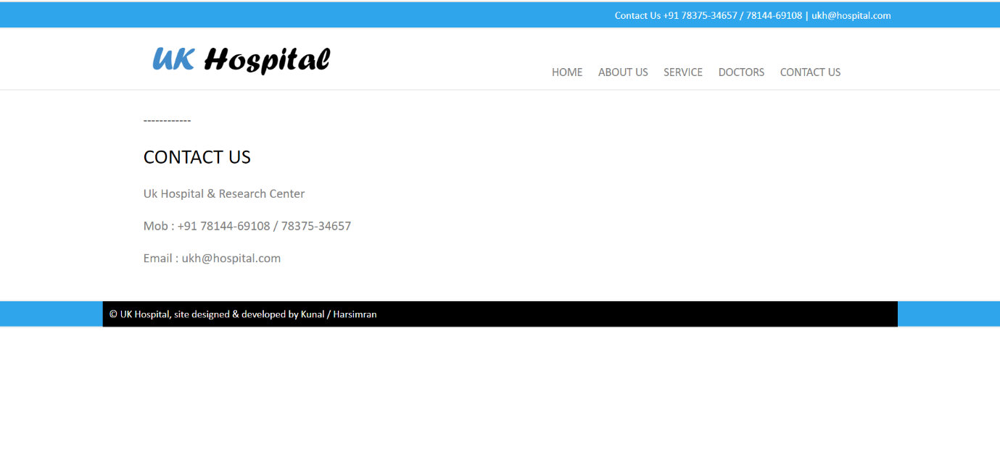 Contact Us +91 78375-34657 / 78144-69108 | ukh@hospital.com
UK Hospital
HOME ABOUT US SERVICE DOCTORS CONTACT US
------------
CONTACT US
Uk Hospital & Research Center
Mob : +91 78144-69108 / 78375-34657
Email : ukh@hospital.com
© UK Hospital, site designed & developed by Kunal / Harsimran